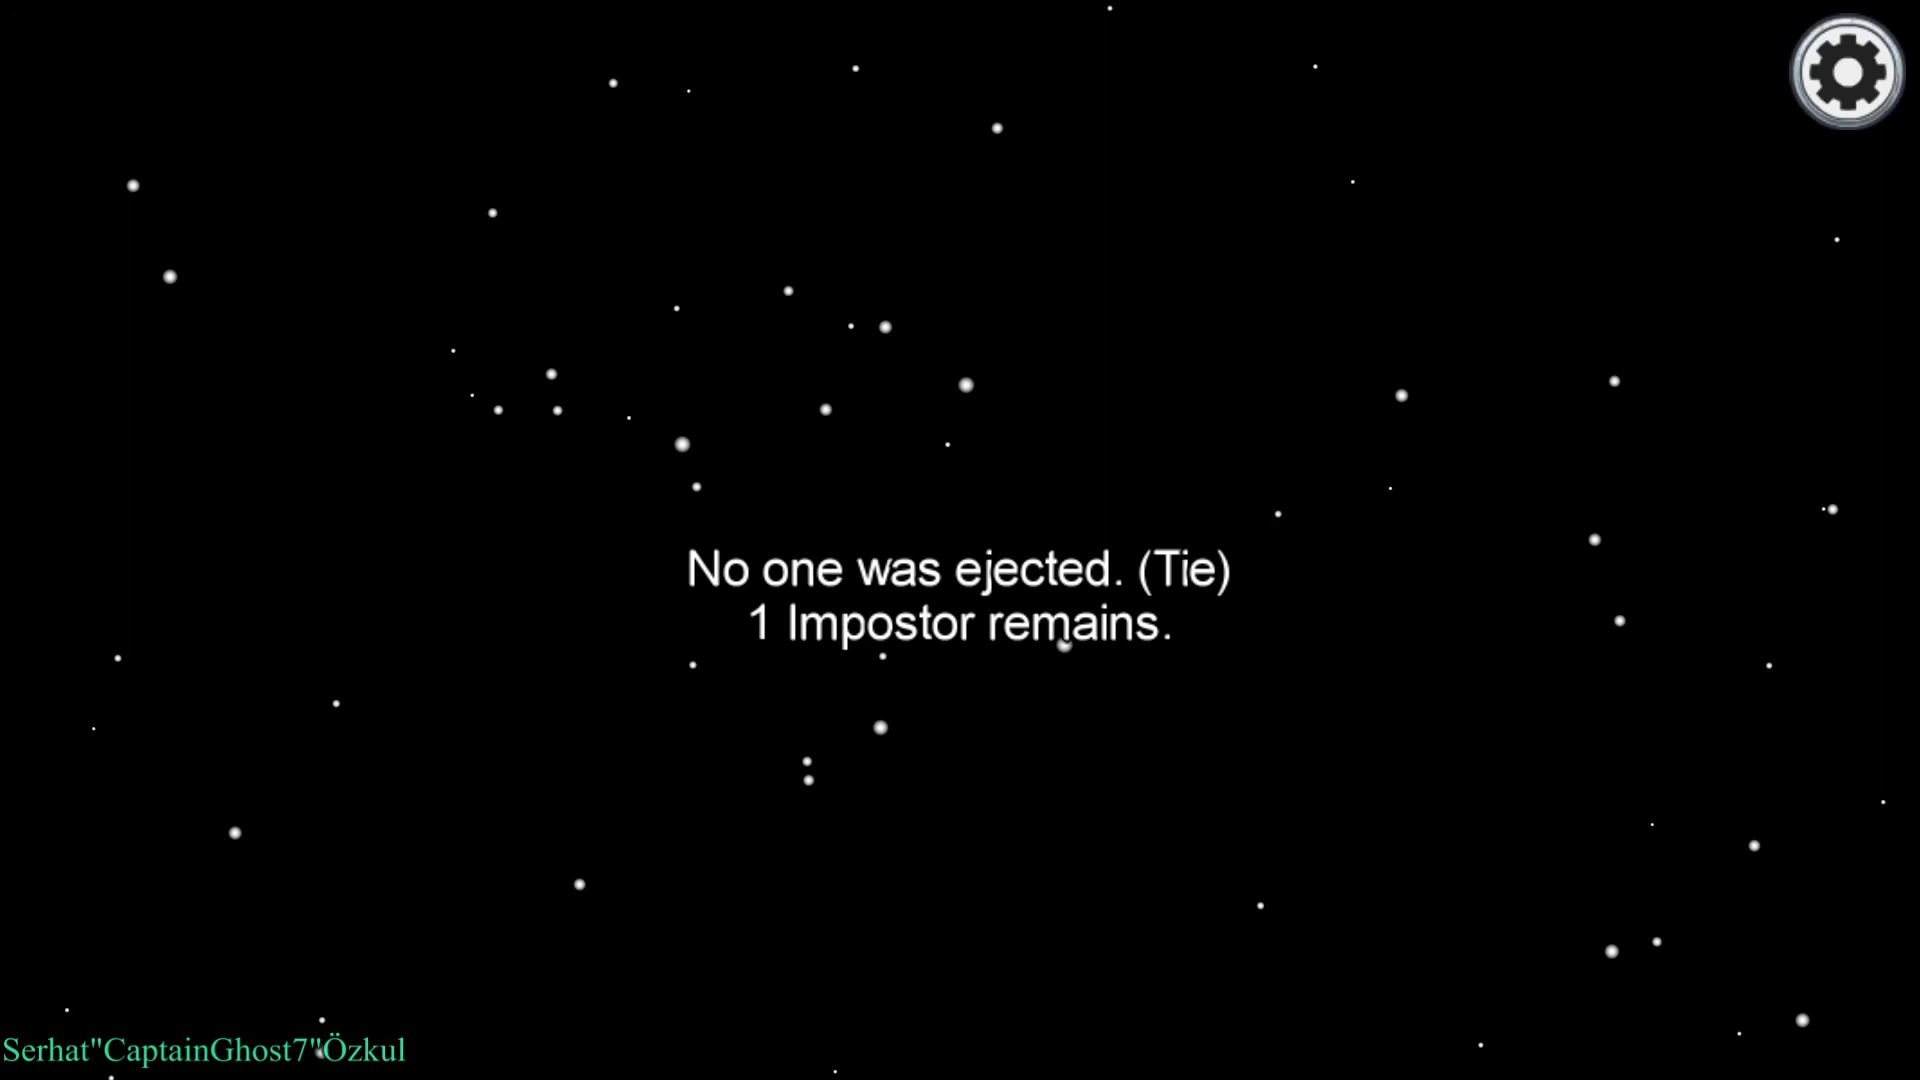 No one was ejected. (Tie)
1 Impostor remains.
Serhat"CaptainGhost7"Özkul